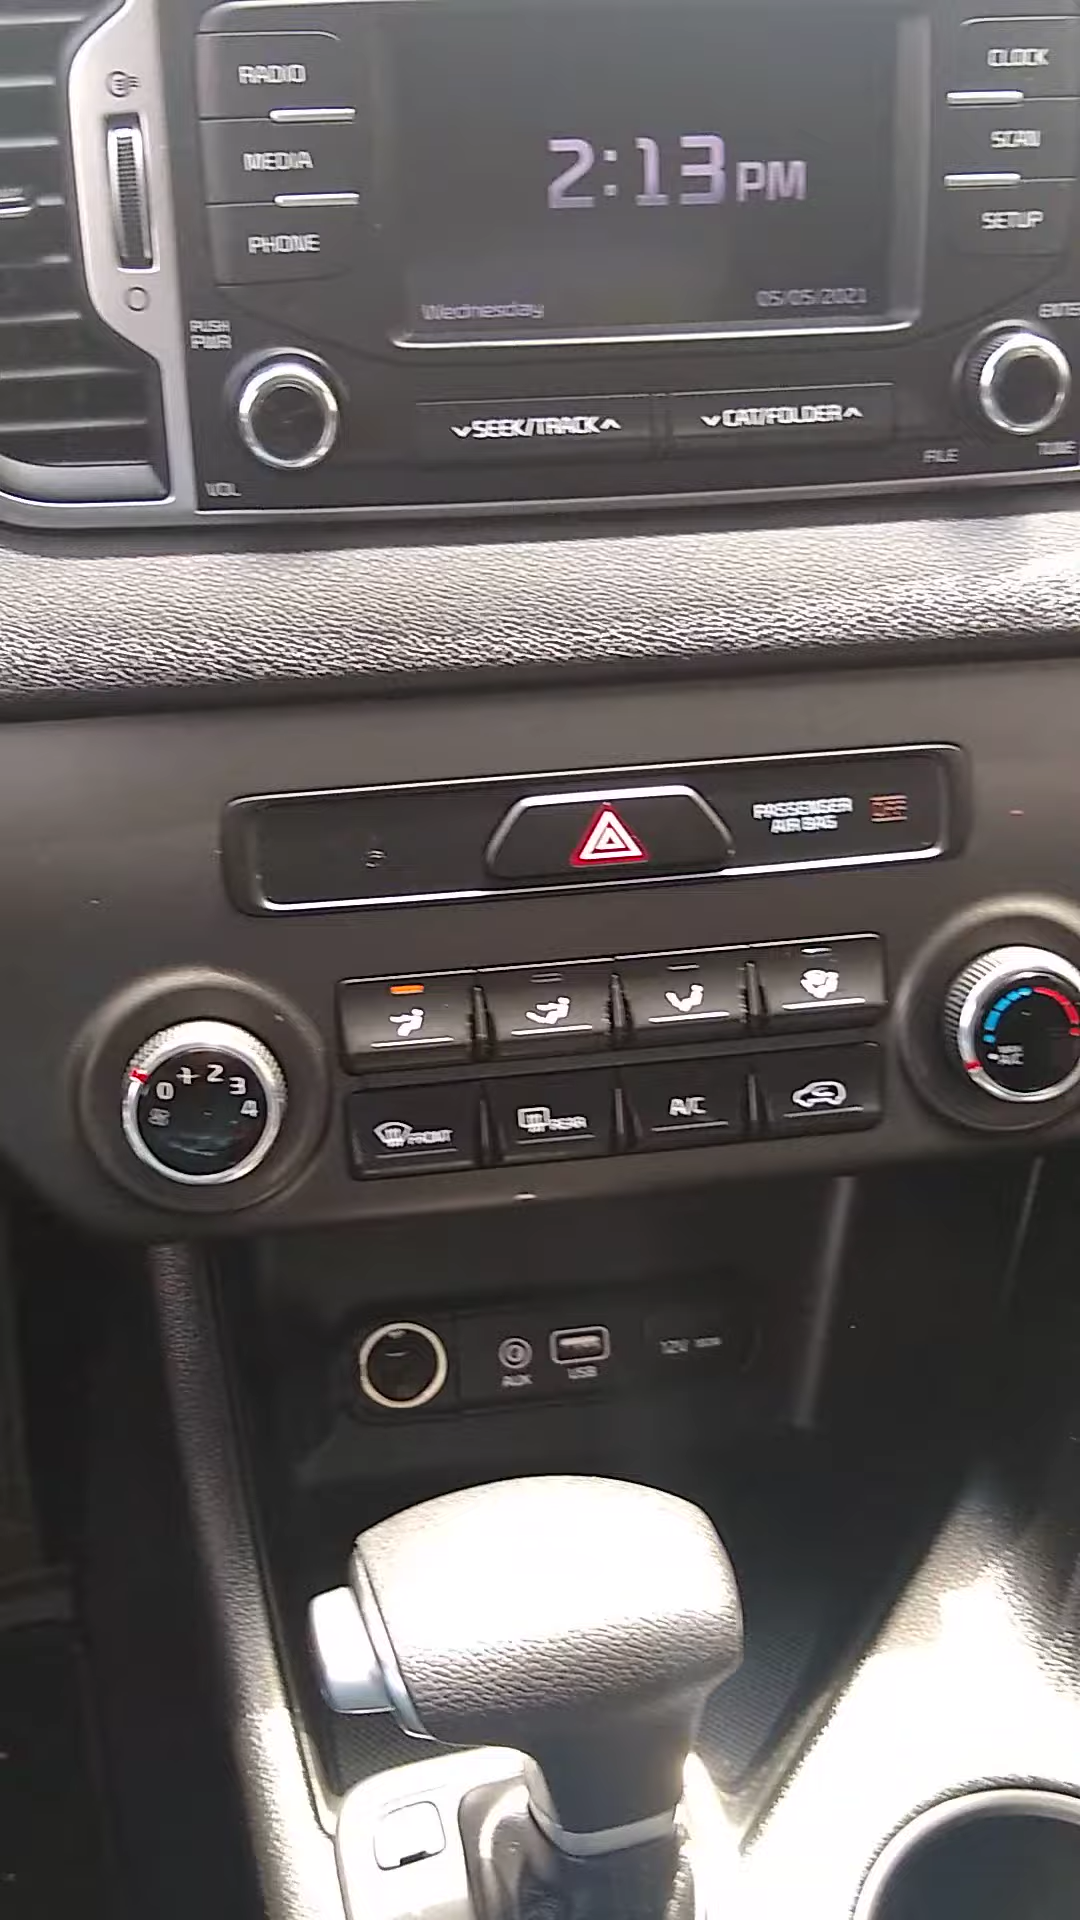 RADIO
MEDIA
PHONE
CLOCK
SCAN
SETUP
2:13 PM
Wednesday 05/05/2021
PUSH
PWR
VOL
SEEK/TRACK
CAT/FOLDER
FILE
TUNE
PASSENGER
AIR BAG OFF
0 + 2 3 4
FRONT
REAR
A/C
AUX
USB
12V